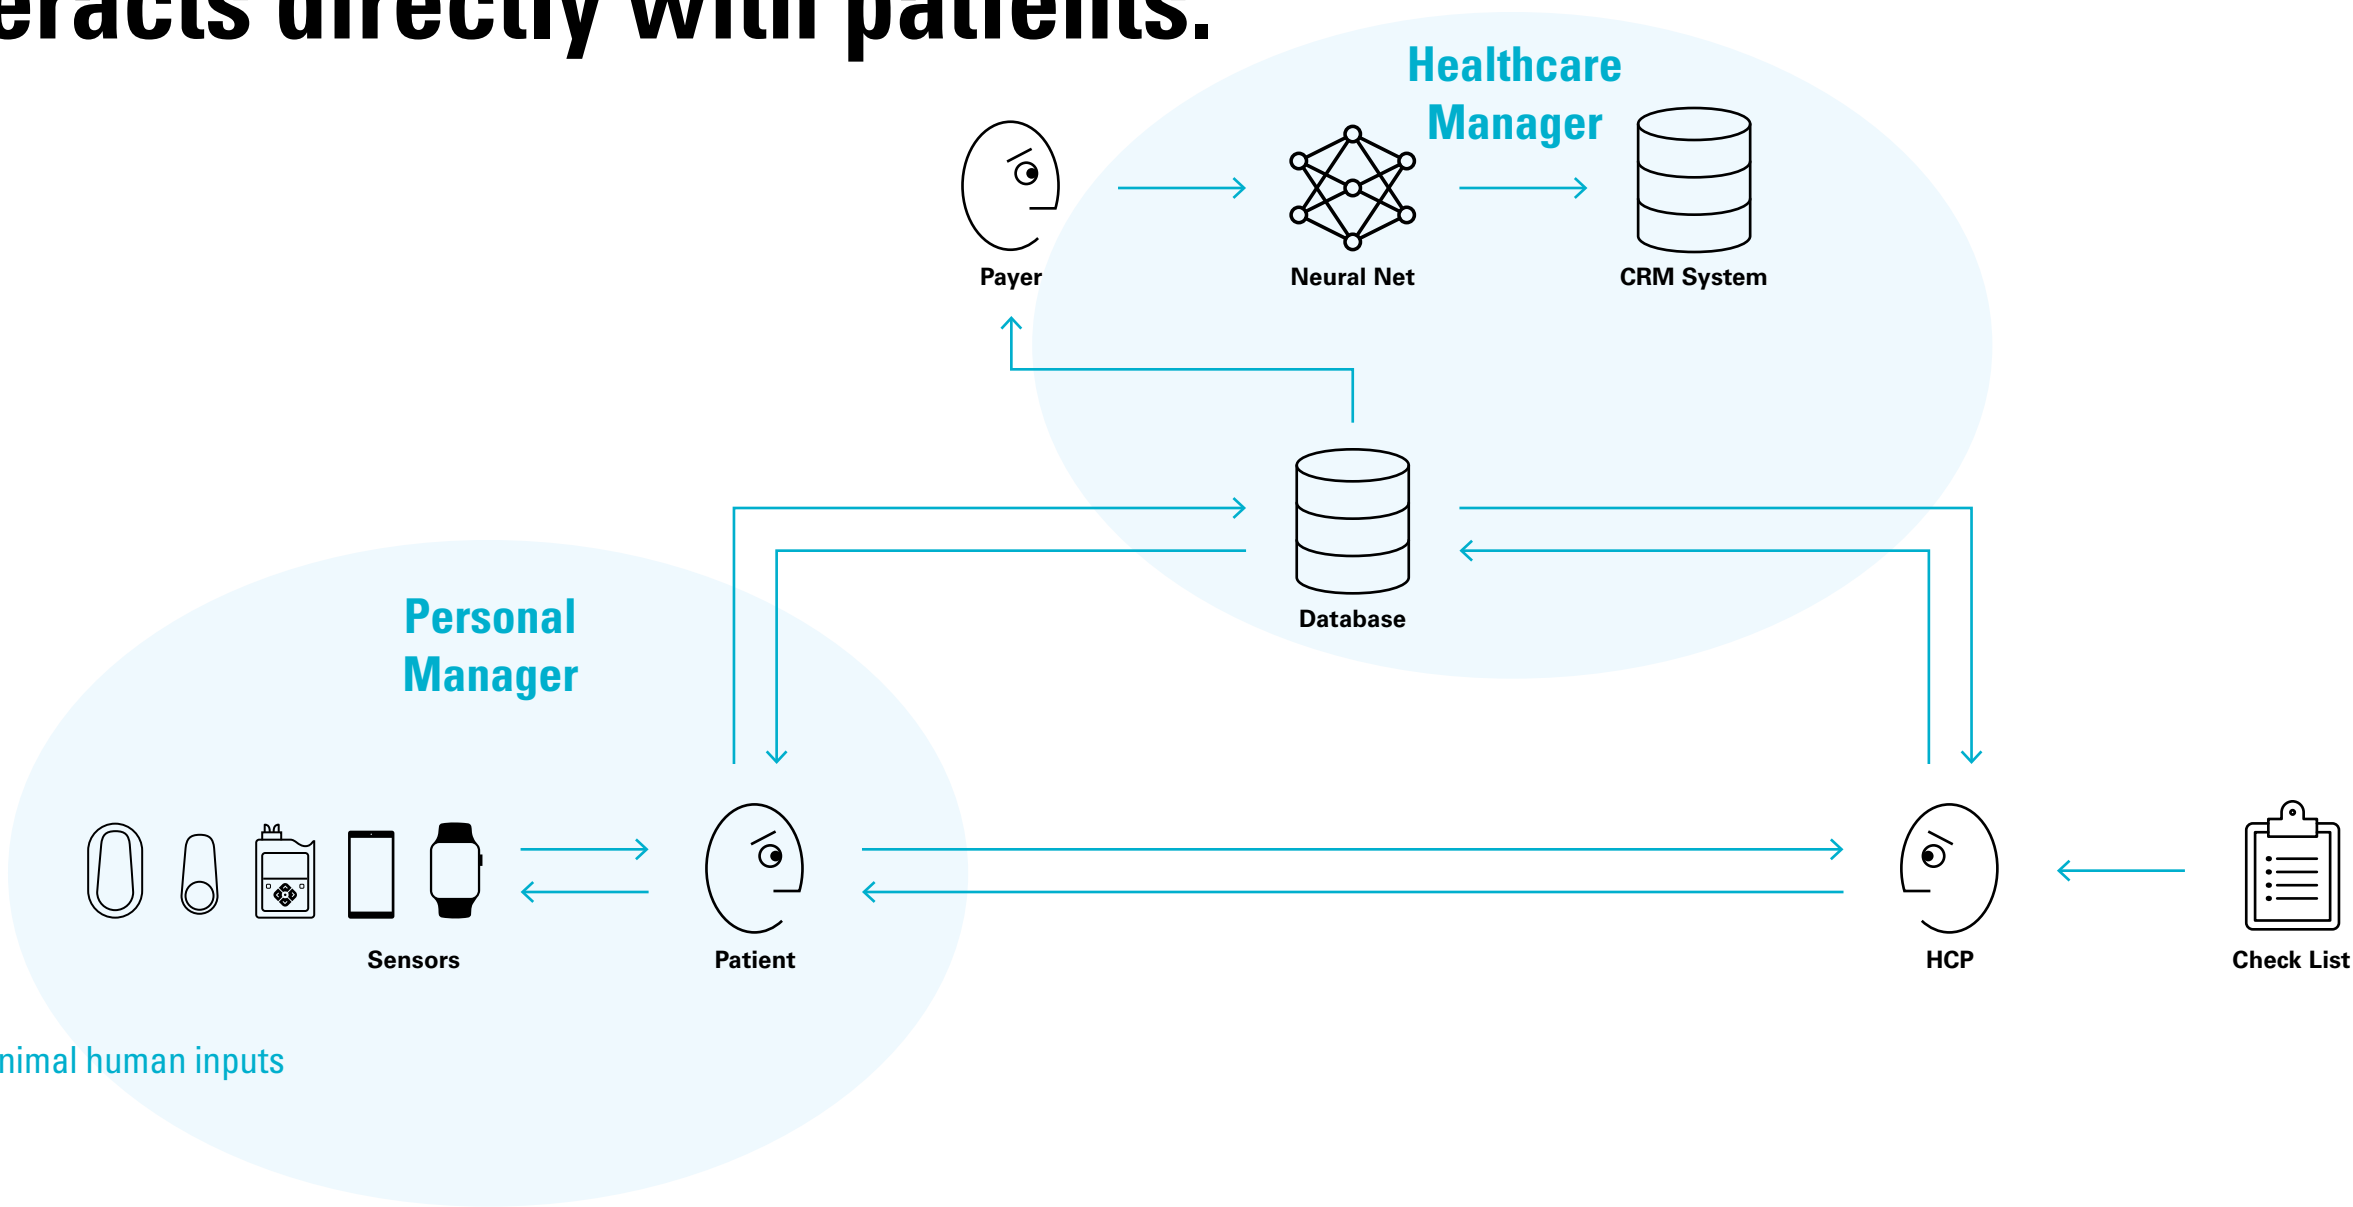 eracts directly with patients.
Healthcare
Manager
Payer
Neural Net
CRM System
Database
Personal
Manager
Sensors
Patient
HCP
Check List
nimal human inputs